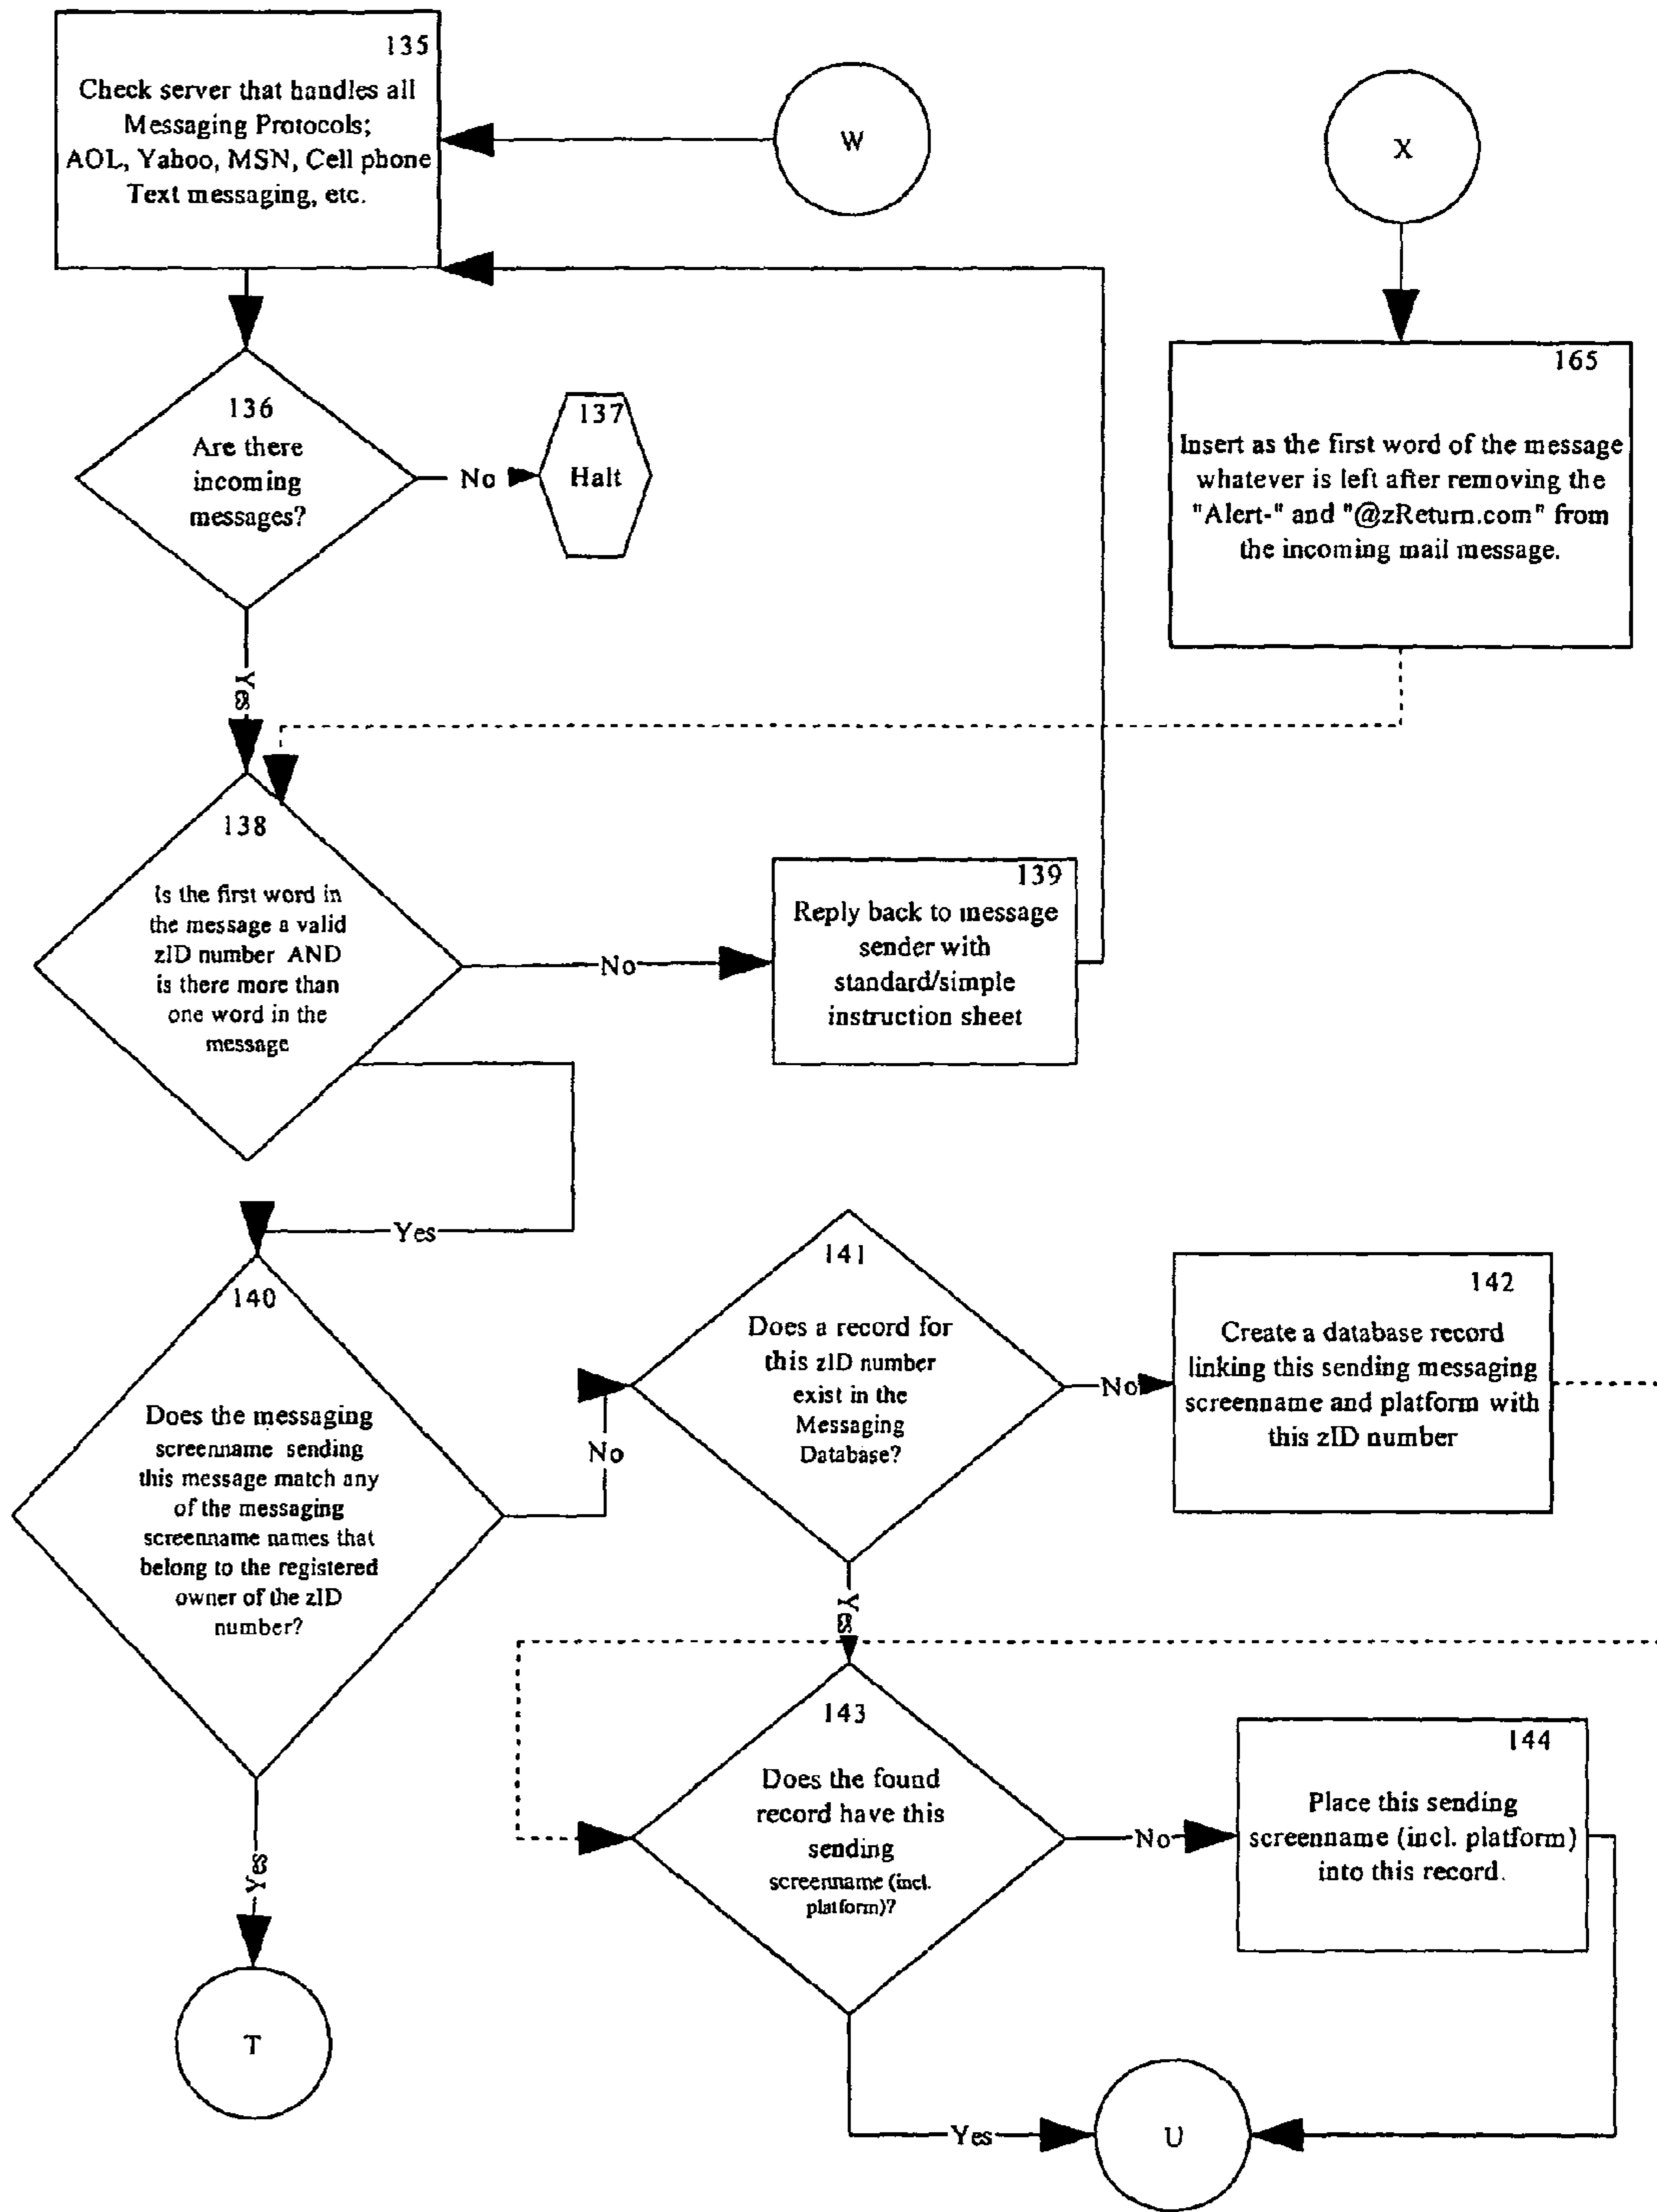 135
Check server that handles all
Messaging Protocols;
AOL, Yahoo, MSN, Cell phone
Text messaging, etc.
W
X
136
Are there
incoming
messages?
No
137
Halt
Yes
165
Insert as the first word of the message
whatever is left after removing the
"Alert-" and "@zReturn.com" from
the incoming mail message.
138
Is the first word in
the message a valid
zID number AND
is there more than
one word in the
message
No
139
Reply back to message
sender with
standard/simple
instruction sheet
Yes
140
Does the messaging
screenname sending
this message match any
of the messaging
screenname names that
belong to the registered
owner of the zID
number?
No
141
Does a record for
this zID number
exist in the
Messaging
Database?
No
142
Create a database record
linking this sending messaging
screenname and platform with
this zID number
Yes
Yes
143
Does the found
record have this
sending
screenname (incl.
platform)?
No
144
Place this sending
screenname (incl. platform)
into this record.
T
Yes
U